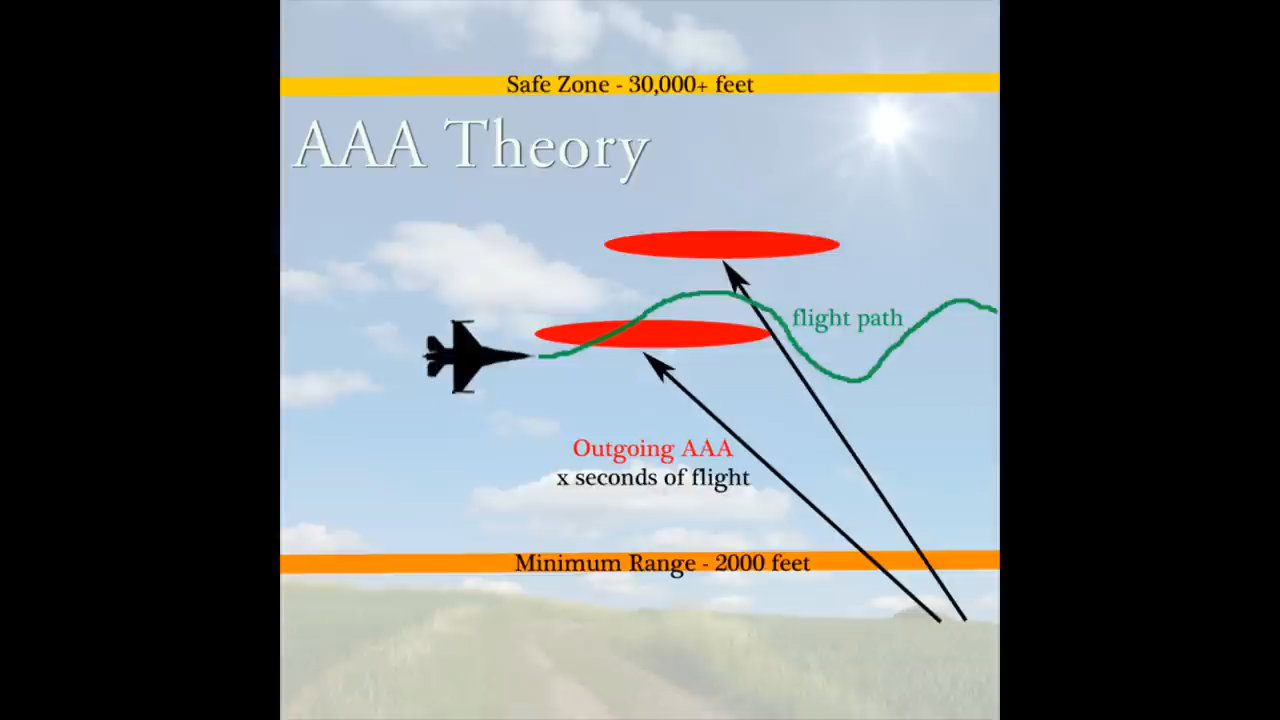 Safe Zone - 30,000+ feet
AAA Theory
flight path
Outgoing AAA
x seconds of flight
Minimum Range - 2000 feet